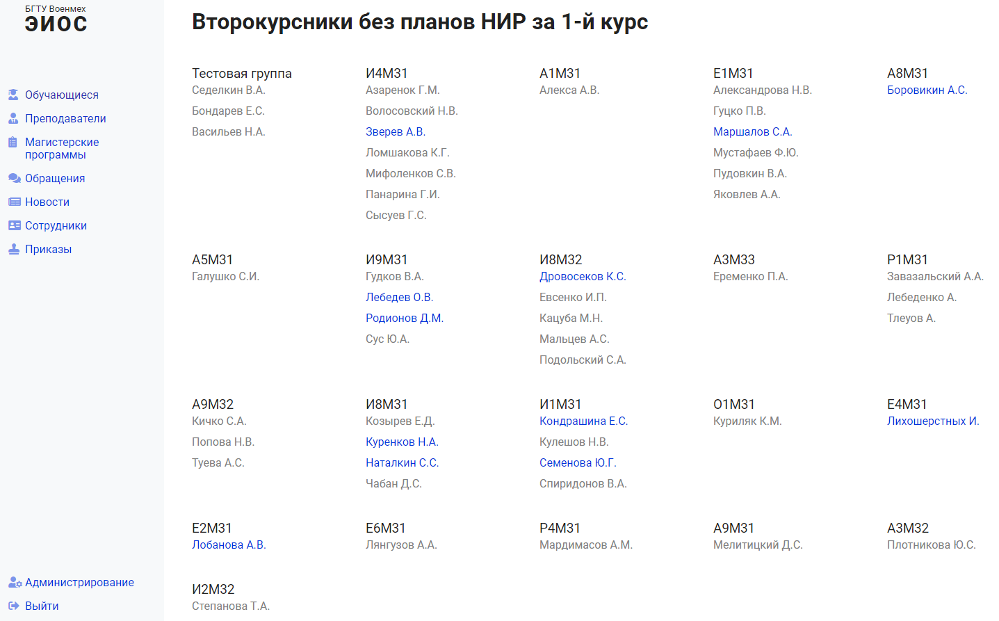 БГТУ Военмех
ЭИОС
Обучающиеся
Преподаватели
Магистерские
программы
Обращения
Новости
Сотрудники
Приказы
Администрирование
Выйти
Второкурсники без планов НИР за 1-й курс
Тестовая группа
Седелкин В.А.
Бондарев Е.С.
Васильев Н.А.
И4М31
Азаренок Г.М.
Волосовский Н.В.
Зверев А.В.
Ломшакова К.Г.
Мифоленков С.В.
Панарина Г.И.
Сысуев Г.С.
А1М31
Алекса А.В.
Е1М31
Александрова Н.В.
Гуцко П.В.
Маршалов С.А.
Мустафаев Ф.Ю.
Пудовкин В.А.
Яковлев А.А.
А8М31
Боровикин А.С.
А5М31
Галушко С.И.
И9М31
Гудков В.А.
Лебедев О.В.
Родионов Д.М.
Сус Ю.А.
И8М32
Дровосеков К.С.
Евсенко И.П.
Кацуба М.Н.
Мальцев А.С.
Подольский С.А.
А3М33
Еременко П.А.
Р1М31
Завазальский А.А.
Лебеденко А.
Тлеуов А.
А9М32
Кичко С.А.
Попова Н.В.
Туева А.С.
И8М31
Козырев Е.Д.
Куренков Н.А.
Наталкин С.С.
Чабан Д.С.
И1М31
Кондрашина Е.С.
Кулешов Н.В.
Семенова Ю.Г.
Спиридонов В.А.
О1М31
Куриляк К.М.
Е4М31
Лихошерстных И.
Е2М31
Лобанова А.В.
Е6М31
Лянгузов А.А.
Р4М31
Мардимасов А.М.
А9М31
Мелитицкий Д.С.
А3М32
Плотникова Ю.С.
И2М32
Степанова Т.А.